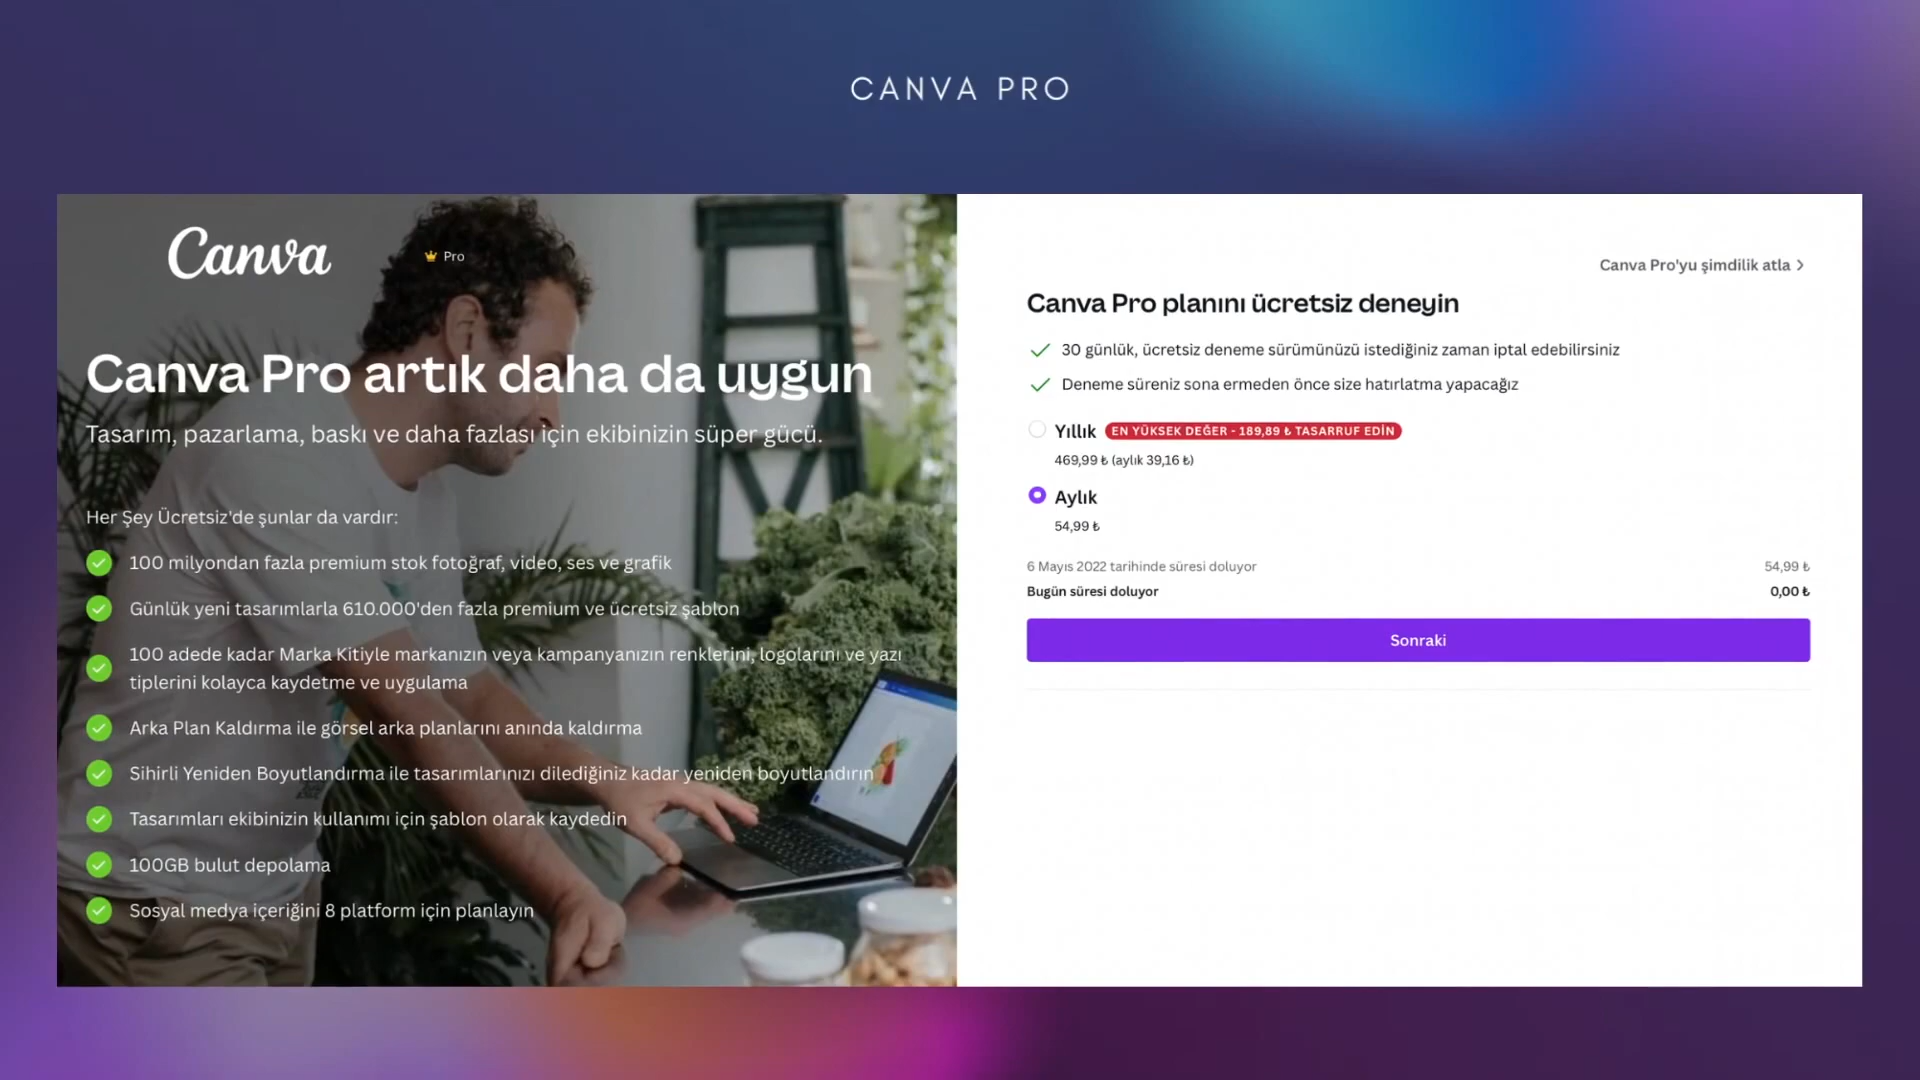 CANVA PRO
Canva
Pro
Canva Pro artık daha da uygun
Tasarım, pazarlama, baskı ve daha fazlası için ekibinizin süper gücü.
Her Şey Ücretsiz'de şunlar da vardır:
100 milyondan fazla premium stok fotoğraf, video, ses ve grafik
Günlük yeni tasarımlarla 610.000'den fazla premium ve ücretsiz şablon
100 adede kadar Marka Kitiyle markanızın veya kampanyanızın renklerini, logolarını ve yazı
tiplerini kolayca kaydetme ve uygulama
Arka Plan Kaldırma ile görsel arka planlarını anında kaldırma
Sihirli Yeniden Boyutlandırma ile tasarımlarınızı dilediğiniz kadar yeniden boyutlandırın
Tasarımları ekibinizin kullanımı için şablon olarak kaydedin
100GB bulut depolama
Sosyal medya içeriğini 8 platform için planlayın
Canva Pro'yu şimdilik atla >
Canva Pro planını ücretsiz deneyin
30 günlük, ücretsiz deneme sürümünüzü istediğiniz zaman iptal edebilirsiniz
Deneme süreniz sona ermeden önce size hatırlatma yapacağız
Yıllık EN YÜKSEK DEĞER - 189,89 ₺ TASARRUF EDİN
469,99 ₺ (aylık 39,16 ₺)
Aylık
54,99 ₺
6 Mayıs 2022 tarihinde süresi doluyor 54,99 ₺
Bugün süresi doluyor 0,00 ₺
Sonraki